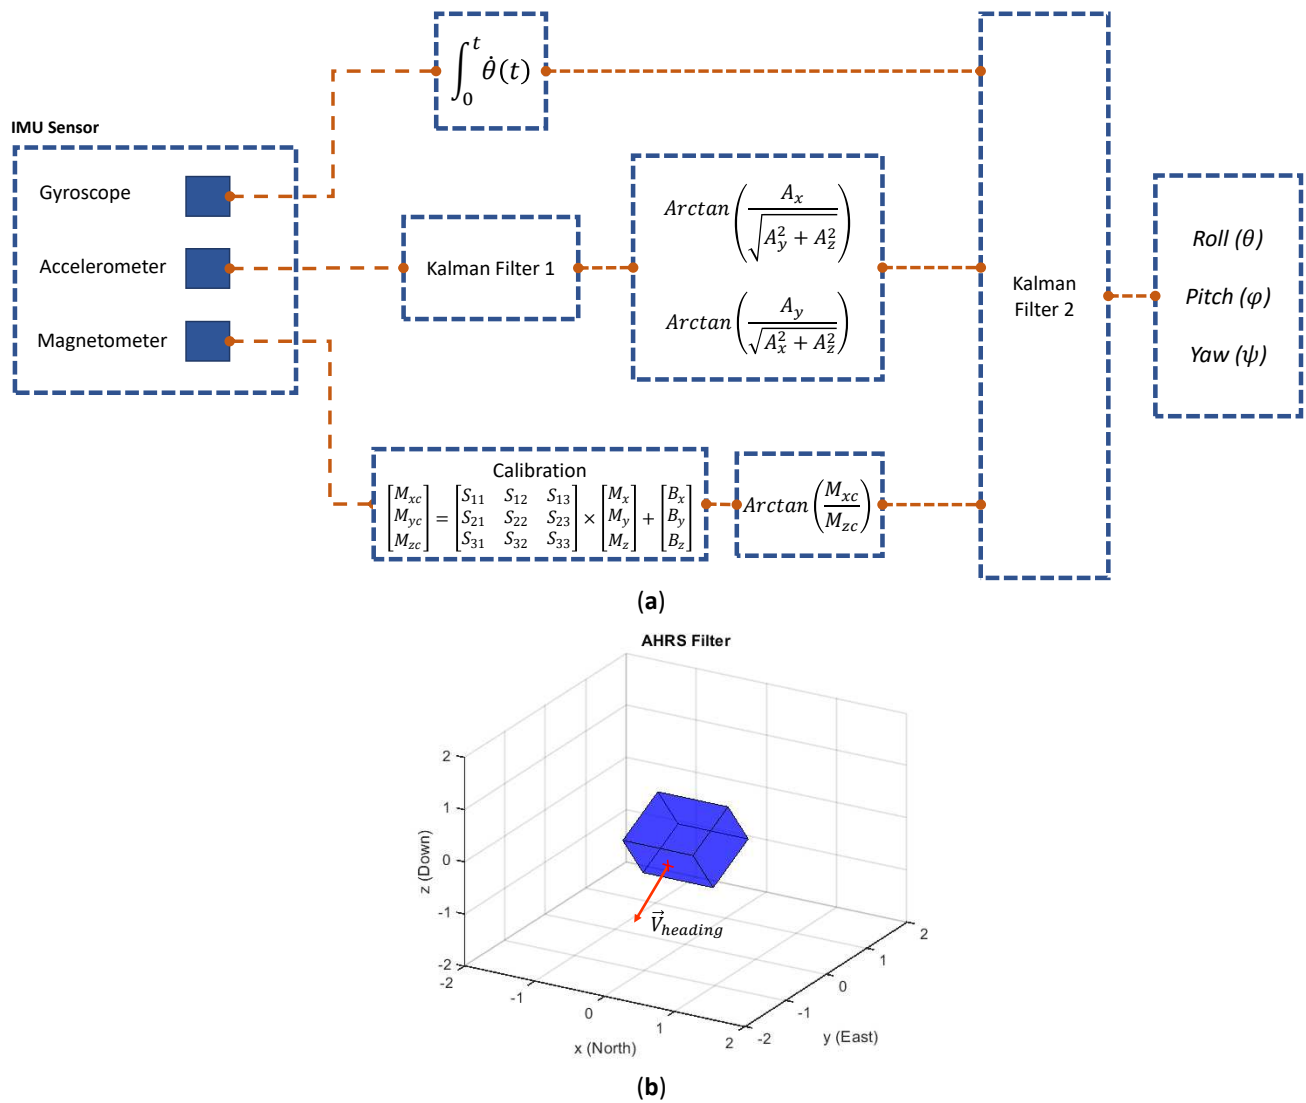 ∫₀ᵗ θ̇(t)
IMU Sensor
Gyroscope
Accelerometer
Magnetometer
Kalman Filter 1
Arctan(A_x / √(A_y² + A_z²))
Arctan(A_y / √(A_x² + A_z²))
Kalman
Filter 2
Roll (θ)
Pitch (φ)
Yaw (ψ)
Calibration
[M_xc] = [S₁₁ S₁₂ S₁₃] × [M_x] + [B_x]
[M_yc] = [S₂₁ S₂₂ S₂₃] × [M_y] + [B_y]
[M_zc] = [S₃₁ S₃₂ S₃₃] × [M_z] + [B_z]
Arctan(M_xc / M_zc)
(a)
AHRS Filter
2
1
0
-1
-2
z (Down)
-2
-1
0
1
2
x (North)
-2
-1
0
1
2
y (East)
V⃗_heading
(b)